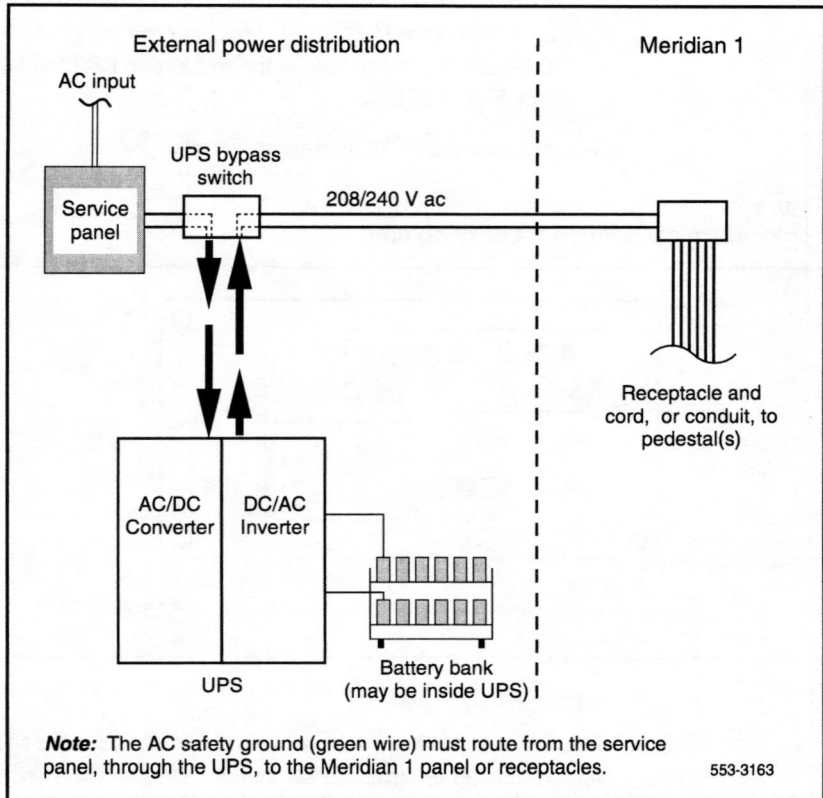 External power distribution
Meridian 1
AC input
UPS bypass
switch
Service
panel
208/240 V ac
Receptacle and
cord, or conduit, to
pedestal(s)
AC/DC
Converter
DC/AC
Inverter
UPS
Battery bank
(may be inside UPS)
Note: The AC safety ground (green wire) must route from the service
panel, through the UPS, to the Meridian 1 panel or receptacles.
553-3163